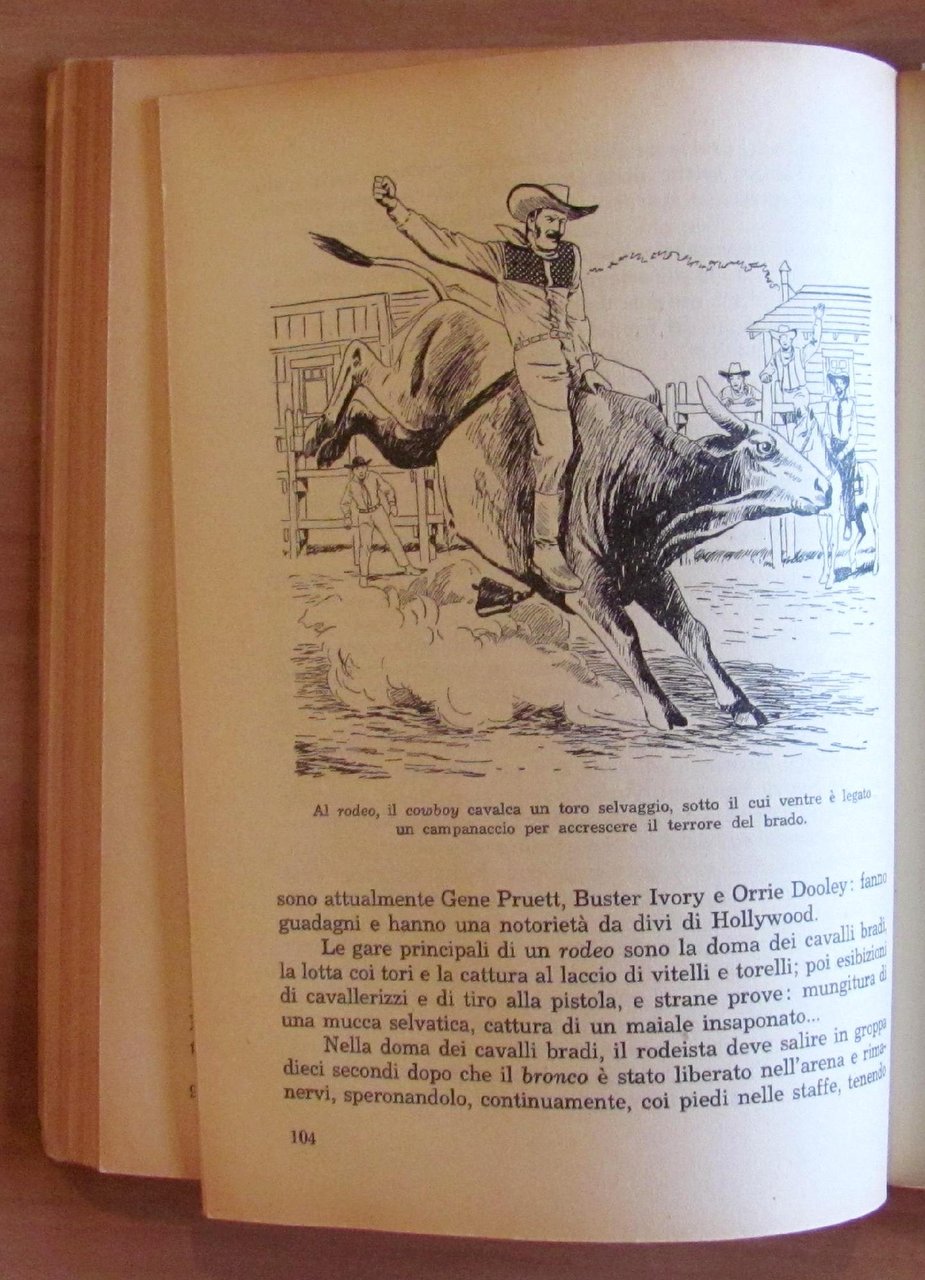 Al rodeo, il cowboy cavalca un toro selvaggio, sotto il cui ventre è legato
un campanaccio per accrescere il terrore del brado.
sono attualmente Gene Pruett, Buster Ivory e Orrie Dooley: fanno
guadagni e hanno una notorietà da divi di Hollywood.
Le gare principali di un rodeo sono la doma dei cavalli bradi,
la lotta coi tori e la cattura al laccio di vitelli e torelli; poi esibizioni
di cavallerizzi e di tiro alla pistola, e strane prove: mungitura di
una mucca selvatica, cattura di un maiale insaponato...
Nella doma dei cavalli bradi, il rodeista deve salire in groppa
dieci secondi dopo che il bronco è stato liberato nell'arena e rima-
nervi, speronandolo, continuamente, coi piedi nelle staffe, tenendo
104